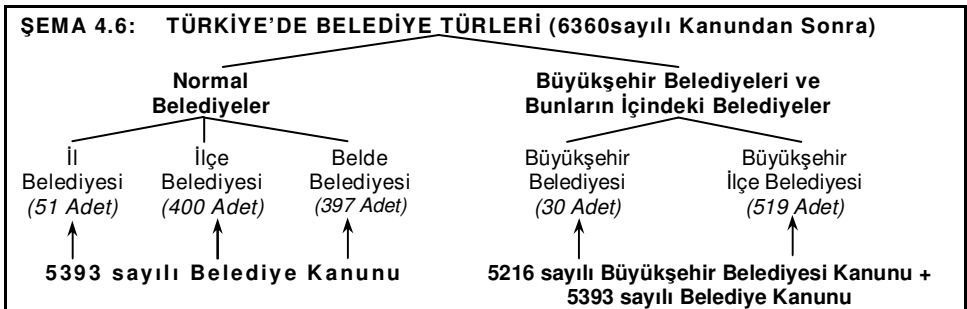 ŞEMA 4.6: TÜRKİYE'DE BELEDİYE TÜRLERİ (6360sayılı Kanundan Sonra)
Normal
Belediyeler
Büyükşehir Belediyeleri ve
Bunların İçindeki Belediyeler
İl
Belediyesi
(51 Adet)
İlçe
Belediyesi
(400 Adet)
Belde
Belediyesi
(397 Adet)
Büyükşehir
Belediyesi
(30 Adet)
Büyükşehir
İlçe Belediyesi
(519 Adet)
5393 sayılı Belediye Kanunu
5216 sayılı Büyükşehir Belediyesi Kanunu +
5393 sayılı Belediye Kanunu